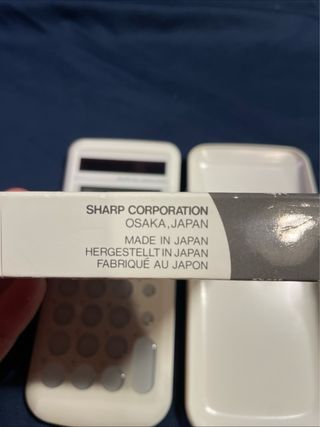 SHARP CORPORATION
OSAKA, JAPAN
MADE IN JAPAN
HERGESTELLT IN JAPAN
FABRIQUÉ AU JAPON